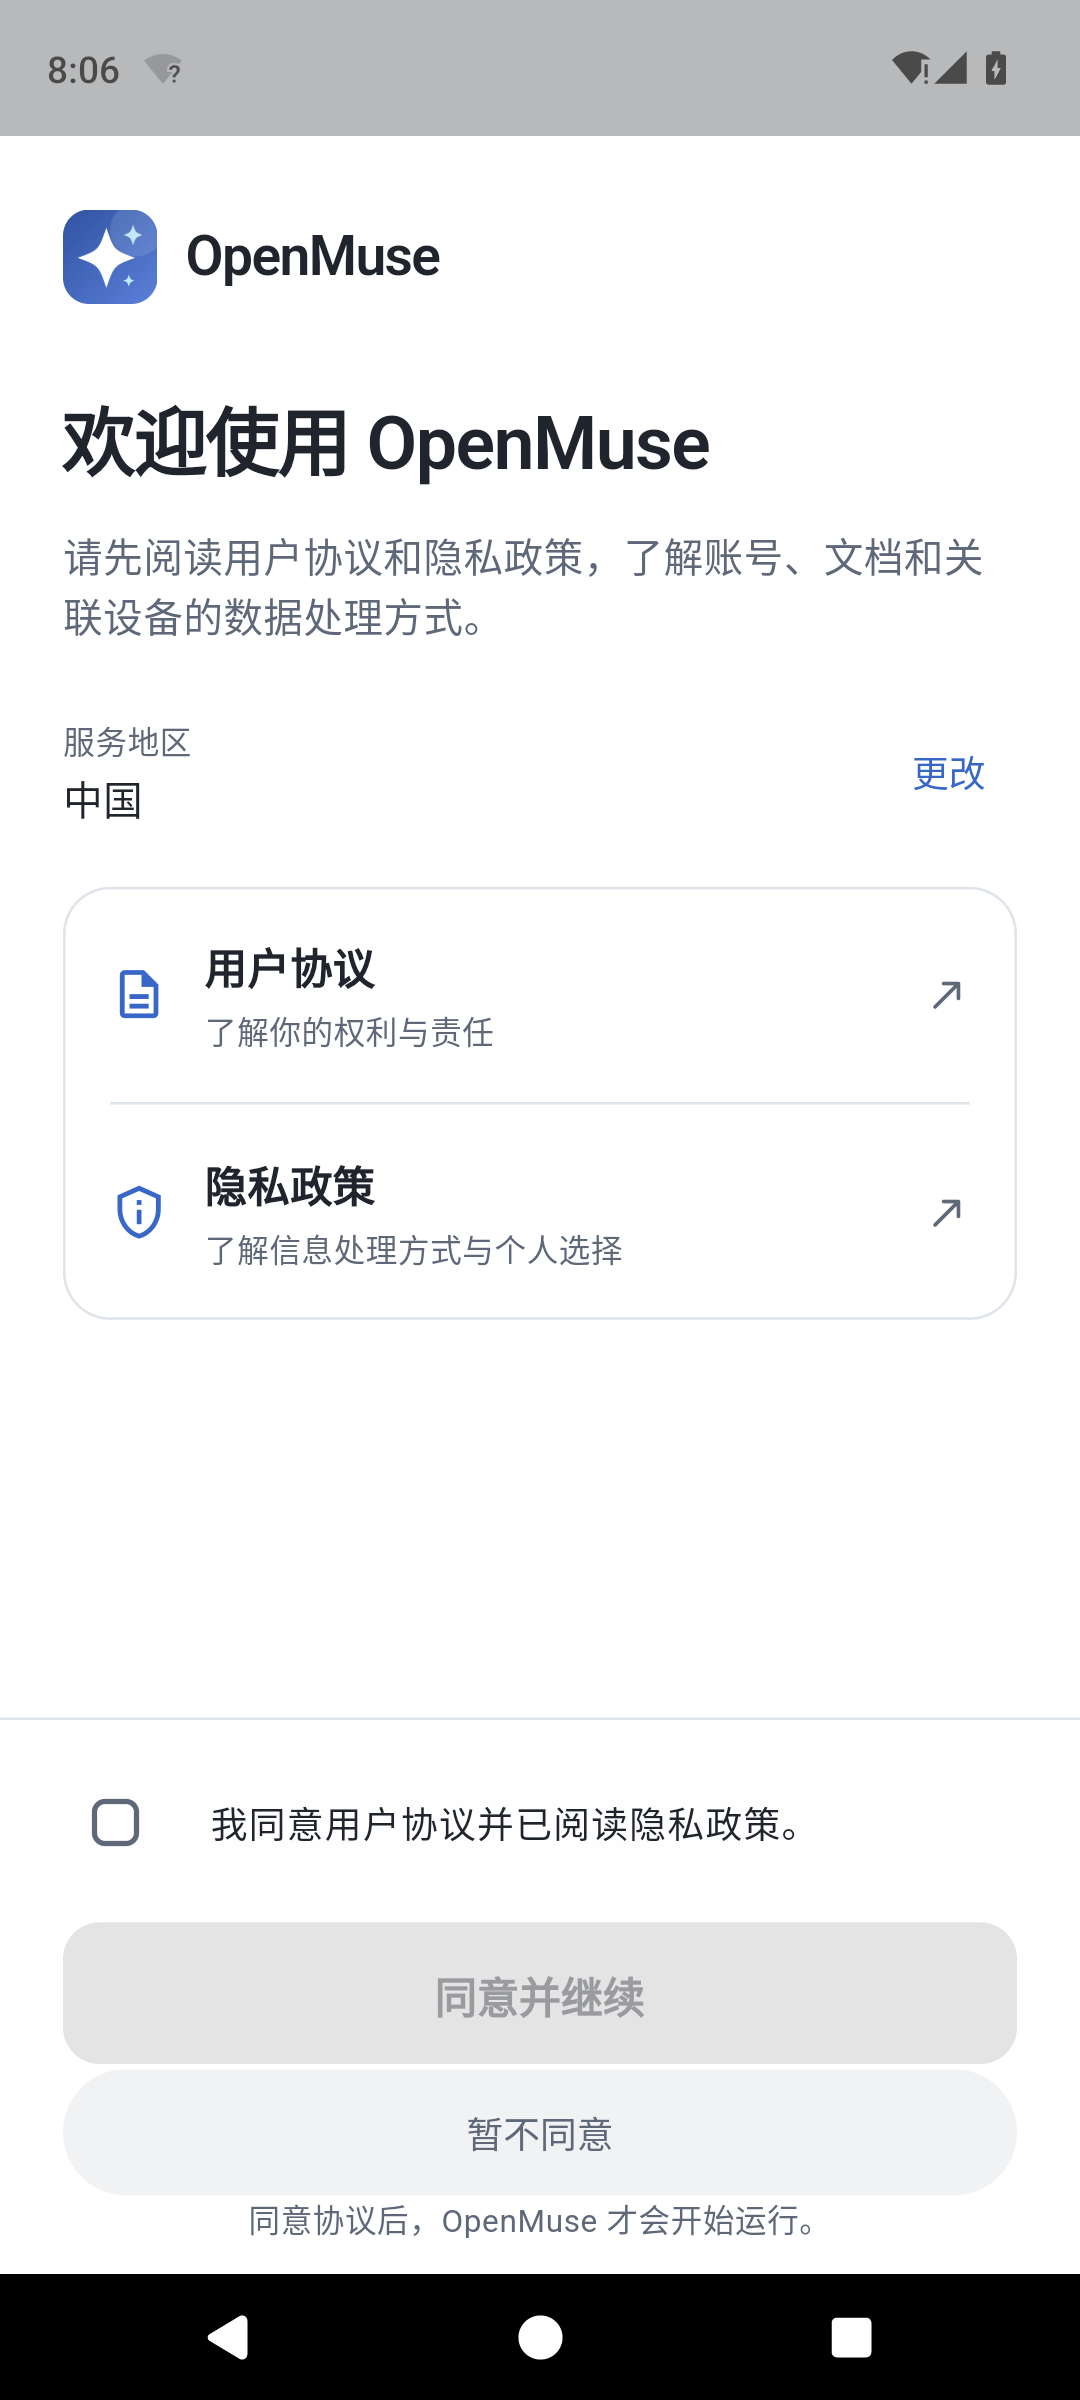 8:06
OpenMuse
欢迎使用 OpenMuse
请先阅读用户协议和隐私政策，了解账号、文档和关
联设备的数据处理方式。
服务地区
中国
更改
用户协议
了解你的权利与责任
隐私政策
了解信息处理方式与个人选择
我同意用户协议并已阅读隐私政策。
同意并继续
暂不同意
同意协议后，OpenMuse 才会开始运行。